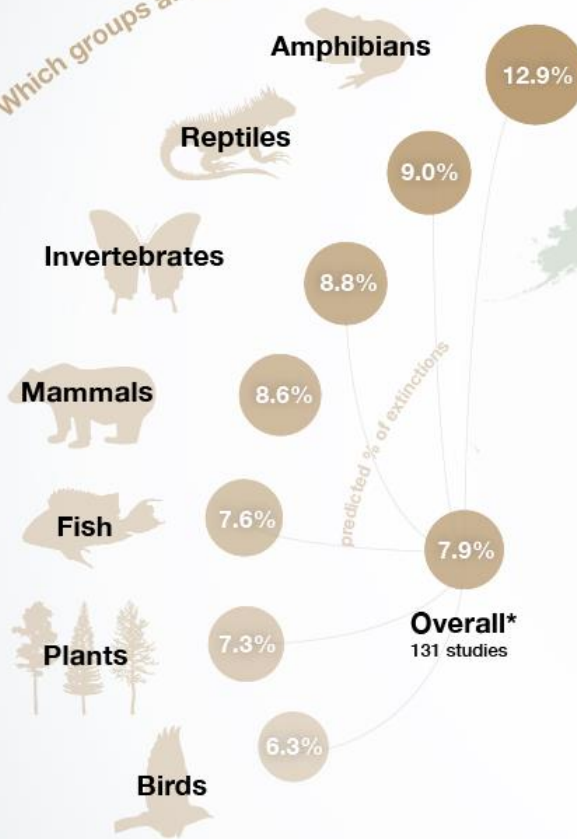 Which groups a
Amphibians
12.9%
Reptiles
9.0%
Invertebrates
8.8%
Mammals
8.6%
predicted % of extinctions
Fish
7.6%
7.9%
Overall*
131 studies
Plants
7.3%
6.3%
Birds